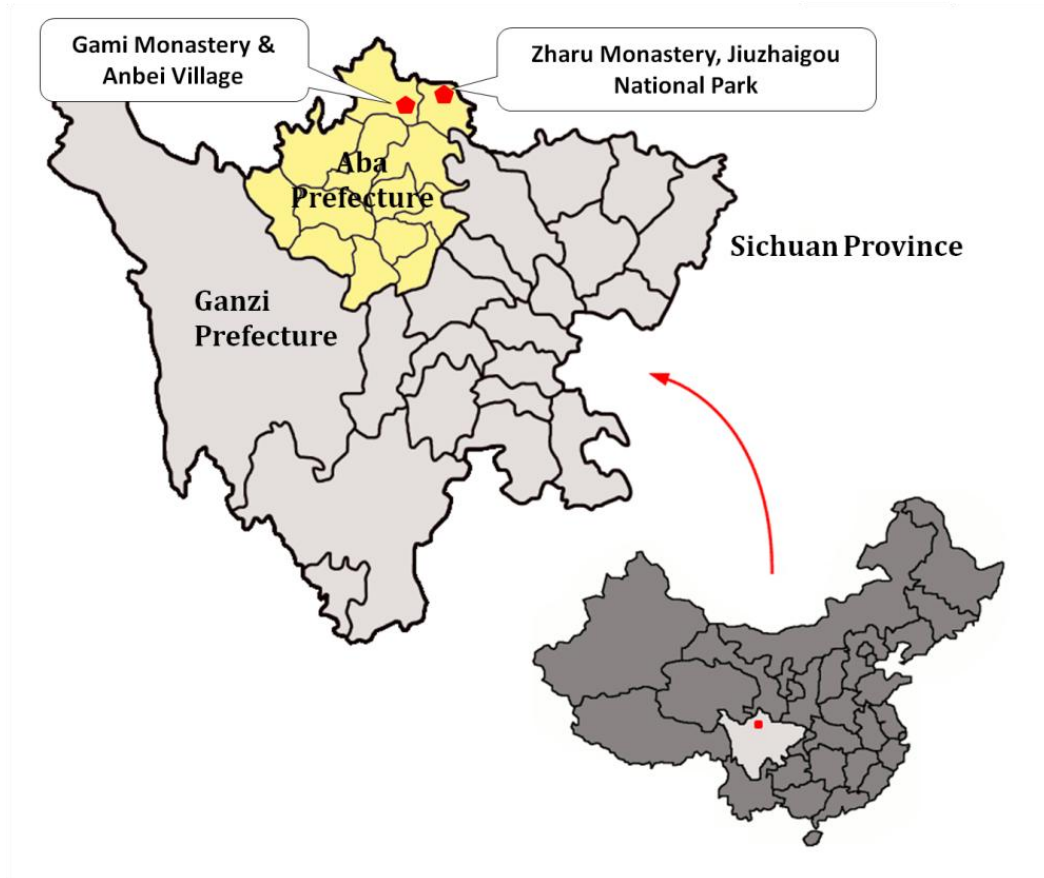 Gami Monastery &
Anbei Village
Zharu Monastery, Jiuzhaigou
National Park
Aba
Prefecture
Sichuan Province
Ganzi
Prefecture